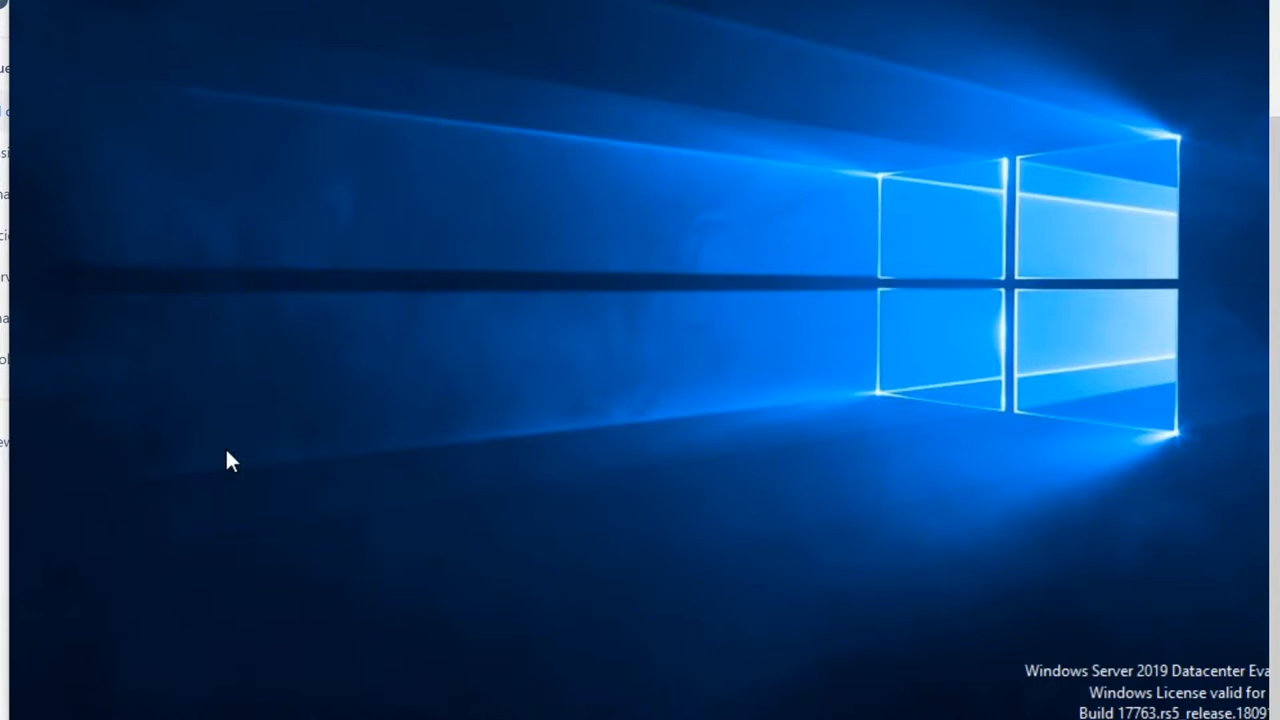 Windows Server 2019 Datacenter Eva
Windows License valid for
Build 17763.rs5_release.1809